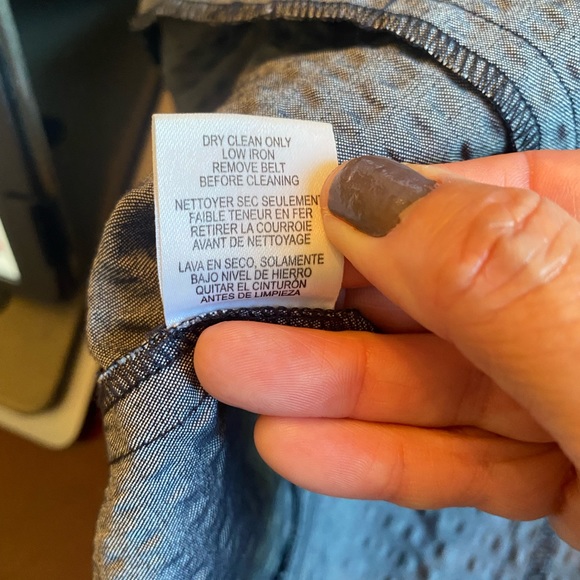 DRY CLEAN ONLY
LOW IRON
REMOVE BELT
BEFORE CLEANING
NETTOYER SEC SEULEMENT
FAIBLE TENEUR EN FER
RETIRER LA COURROIE
AVANT DE NETTOYAGE
LAVA EN SECO, SOLAMENTE
BAJO NIVEL DE HIERRO
QUITAR EL CINTURÓN
ANTES DE LIMPIEZA